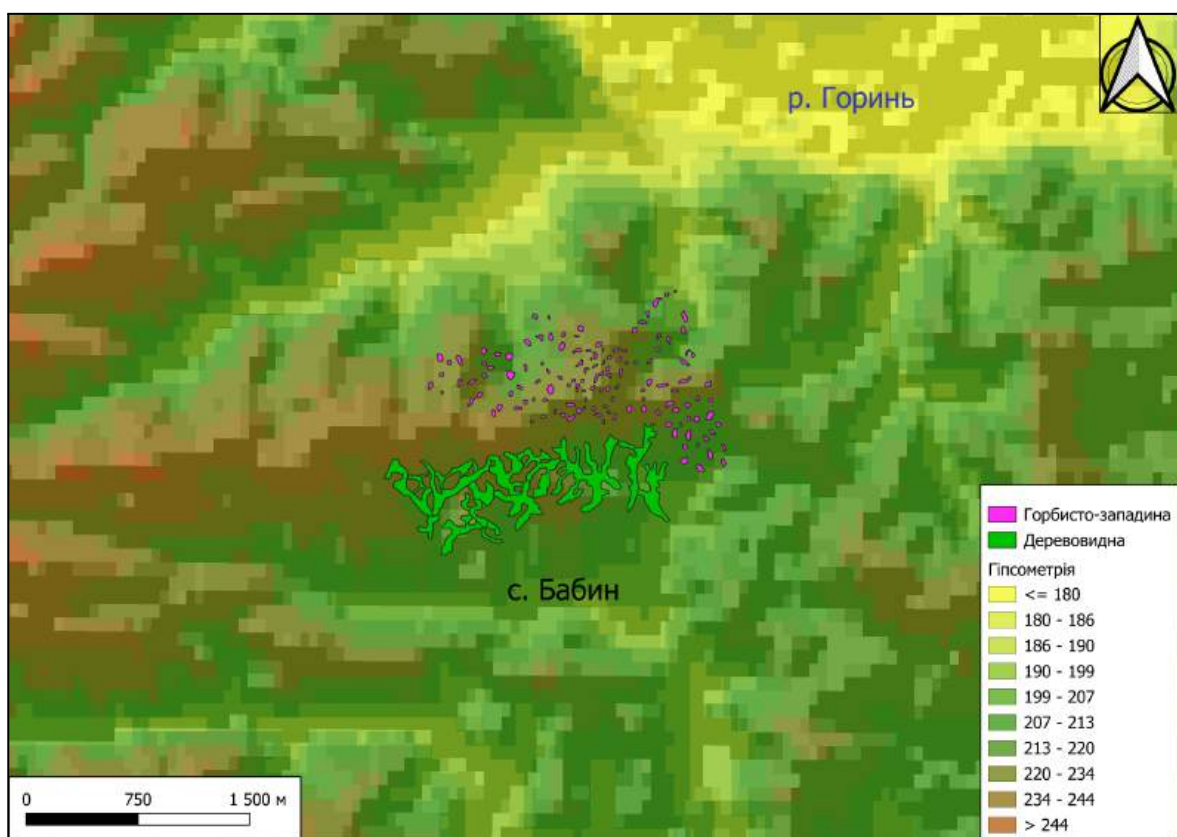 р. Горинь
с. Бабин
Горбисто-западина
Деревовидна
Гіпсометрія
<= 180
180 - 186
186 - 190
190 - 199
199 - 207
207 - 213
213 - 220
220 - 234
234 - 244
> 244
0 750 1 500 м